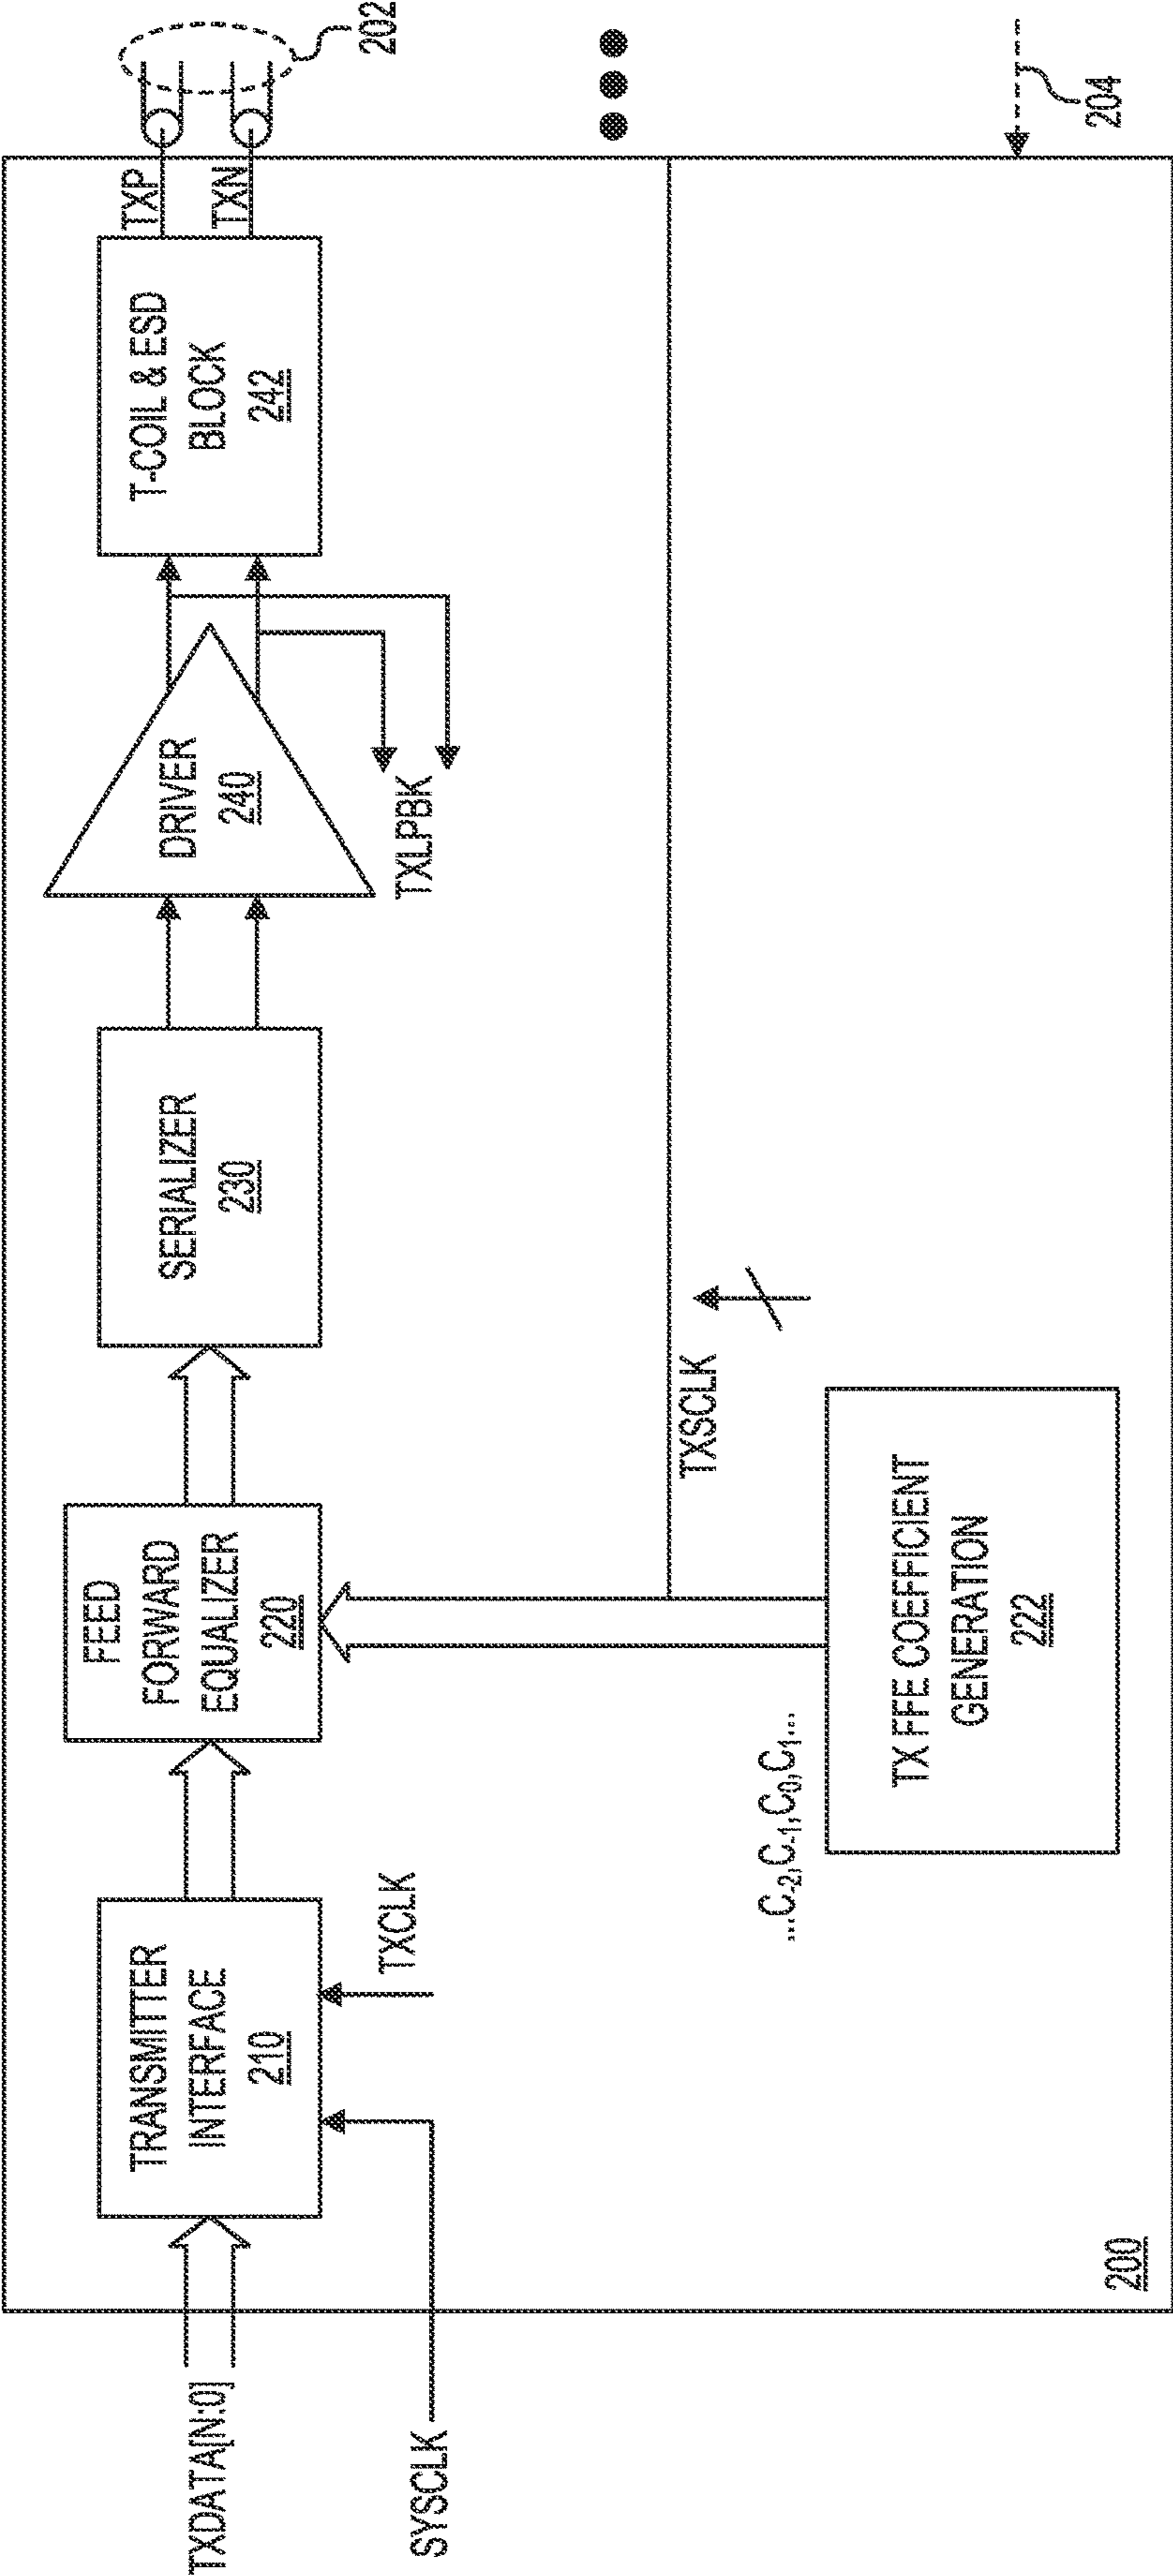 TXDATA[N:0]
SYSCLK
TRANSMITTER
INTERFACE
210
TXCLK
FEED
FORWARD
EQUALIZER
220
SERIALIZER
230
DRIVER
240
TXLPBK
T-COIL & ESD
BLOCK
242
TXP
TXN
202
...C-2,C-1,C0,C1...
TXSCLK
TX FFE COEFFICIENT
GENERATION
222
204
200